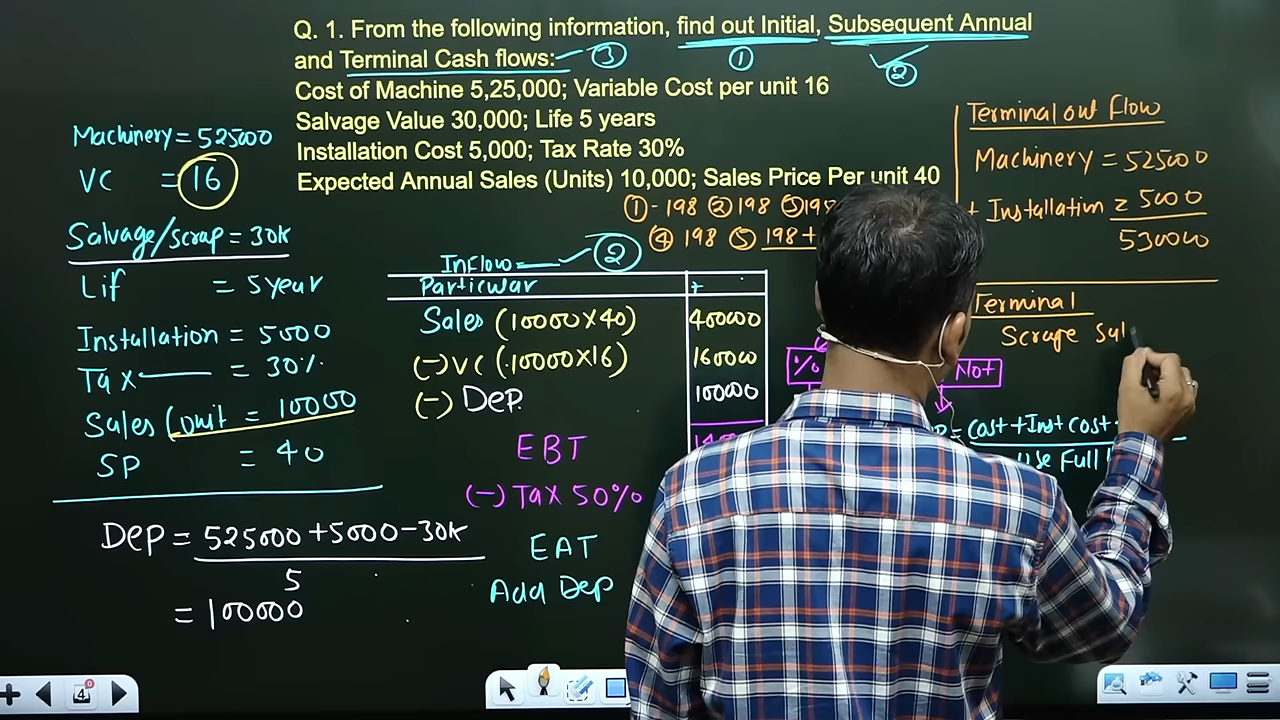 Q. 1. From the following information, find out Initial, Subsequent Annual
and Terminal Cash flows: 3 1 2
Cost of Machine 5,25,000; Variable Cost per unit 16
Salvage Value 30,000; Life 5 years
Installation Cost 5,000; Tax Rate 30%
Expected Annual Sales (Units) 10,000; Sales Price Per unit 40
Machinery = 525000
VC = 16
Salvage/scrap = 30K
Lif = 5 year
Installation = 5000
Tax = 30%
Sales (unit = 10000
SP = 40
Dep = 525000 + 5000 - 30K
5
= 100000
1 - 198 2 198 3 198
4 198 5 198 +
Inflow 2
Particular
Sales (10000 X 40) 400000
(-) VC (10000 X 16) 160000
(-) Dep. 100000
EBT
(-) Tax 50%
EAT
Add Dep
Terminal out Flow
Machinery = 525000
+ Installation = 5000
530000
Terminal
Scrape Sal
% Not
= Cost + Inst Cost
Use Full
4